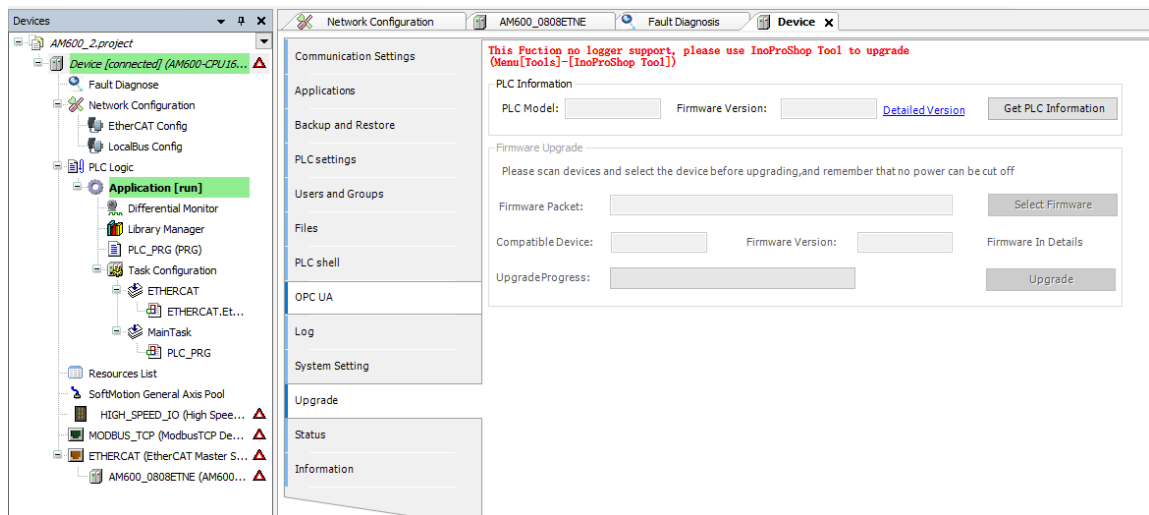 Devices
AM600_2.project
Device [connected] (AM600-CPU16...
Fault Diagnose
Network Configuration
EtherCAT Config
LocalBus Config
PLC Logic
Application [run]
Differential Monitor
Library Manager
PLC_PRG (PRG)
Task Configuration
ETHERCAT
ETHERCAT.Et...
MainTask
PLC_PRG
Resources List
SoftMotion General Axis Pool
HIGH_SPEED_IO (High Spee...
MODBUS_TCP (ModbusTCP De...
ETHERCAT (EtherCAT Master S...
AM600_0808ETNE (AM600...
Network Configuration
AM600_0808ETNE
Fault Diagnosis
Device
Communication Settings
Applications
Backup and Restore
PLC settings
Users and Groups
Files
PLC shell
OPC UA
Log
System Setting
Upgrade
Status
Information
This Fuction no logger support, please use InoProShop Tool to upgrade
(Menu[Tools]-[InoProShop Tool])
PLC Information
PLC Model: Firmware Version: Detailed Version Get PLC Information
Firmware Upgrade
Please scan devices and select the device before upgrading,and remember that no power can be cut off
Firmware Packet: Select Firmware
Compatible Device: Firmware Version: Firmware In Details
UpgradeProgress: Upgrade